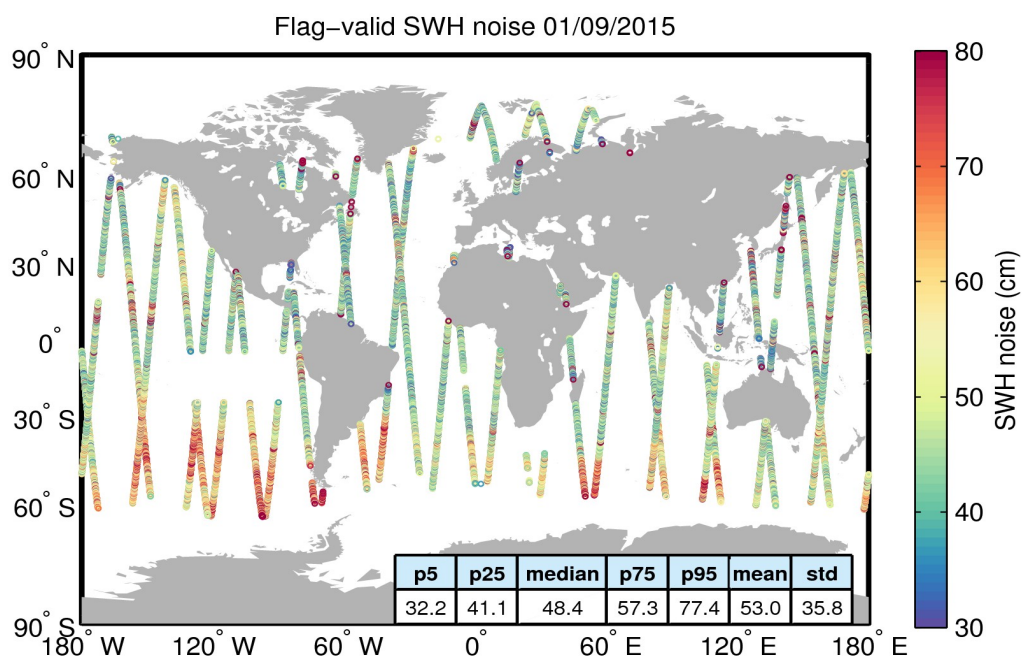 Flag−valid SWH noise 01/09/2015
90° N
60° N
30° N
0°
30° S
60° S
90° S
180° W
120° W
60° W
0°
60° E
120° E
180° E
p5 p25 median p75 p95 mean std
32.2 41.1 48.4 57.3 77.4 53.0 35.8
80
70
60
50
40
30
SWH noise (cm)